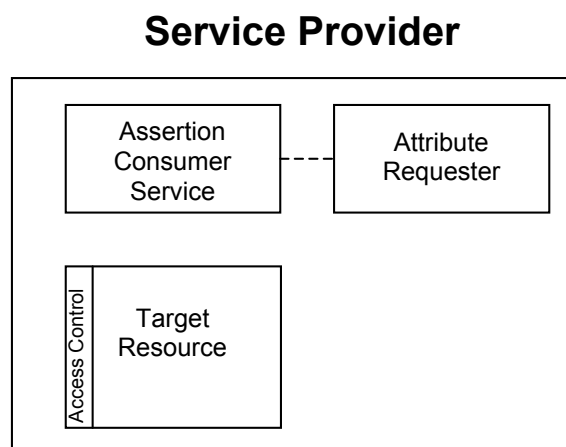 Service Provider
Assertion
Consumer
Service
Attribute
Requester
Access Control
Target
Resource